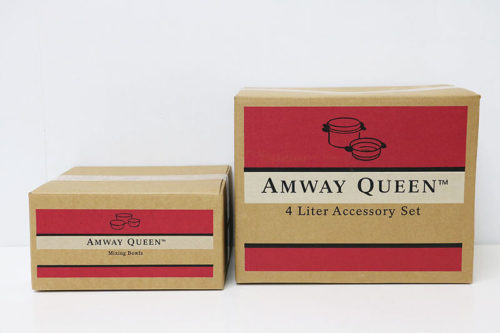 AMWAY QUEEN™
Mixing Bowls
AMWAY QUEEN™
4 Liter Accessory Set